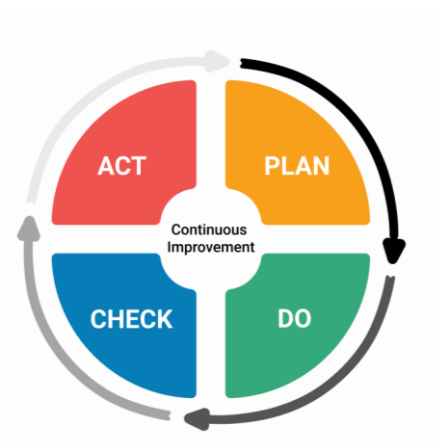 ACT
PLAN
Continuous
Improvement
CHECK
DO